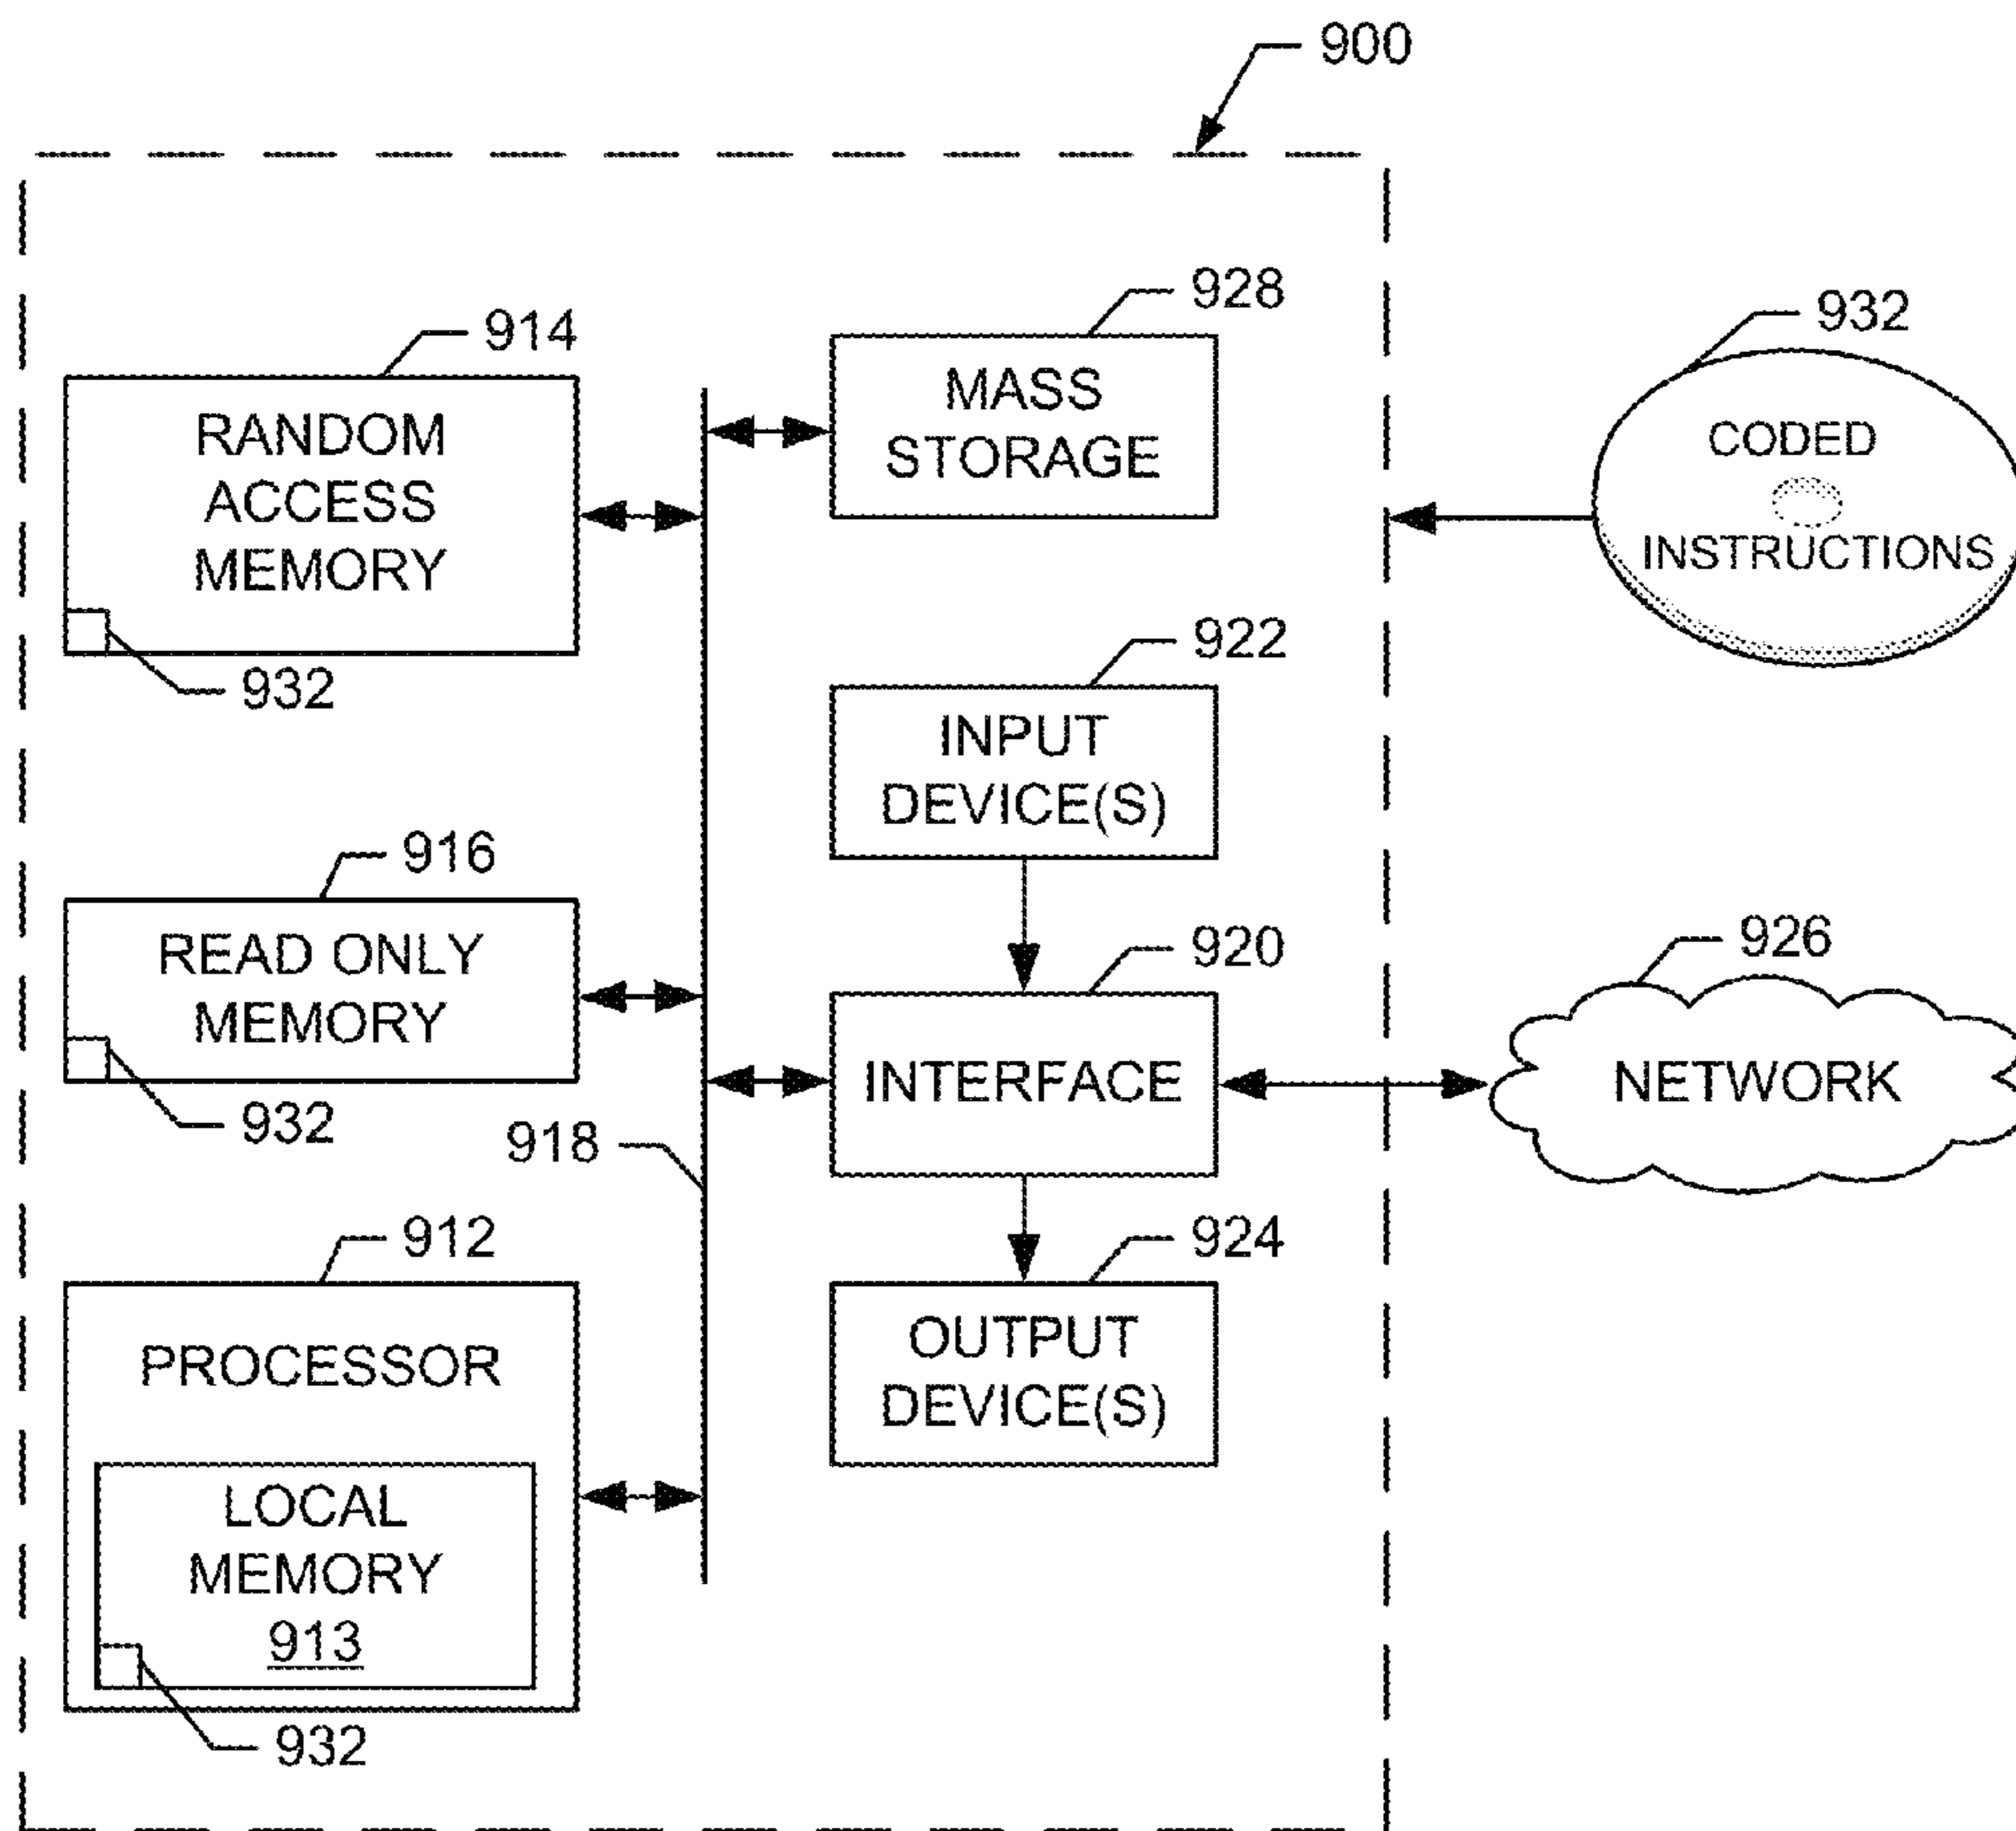 900
928
MASS
STORAGE
914
RANDOM
ACCESS
MEMORY
932
932
CODED
INSTRUCTIONS
922
INPUT
DEVICE(S)
916
READ ONLY
MEMORY
932
918
920
INTERFACE
926
NETWORK
912
PROCESSOR
LOCAL
MEMORY
913
932
924
OUTPUT
DEVICE(S)